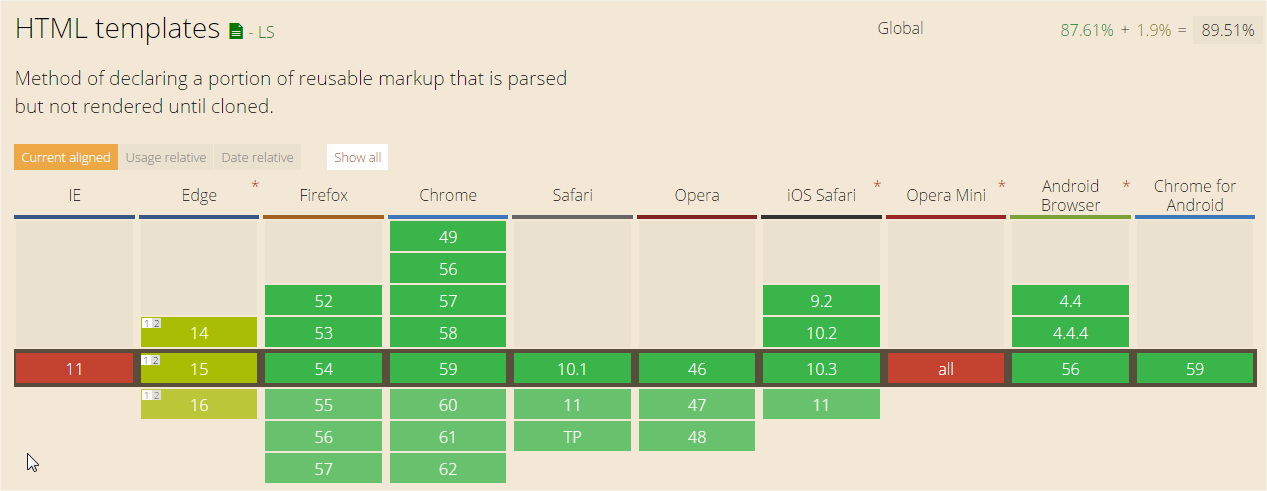 HTML templates - LS Global 87.61% + 1.9% = 89.51%
Method of declaring a portion of reusable markup that is parsed
but not rendered until cloned.
Current aligned Usage relative Date relative Show all
IE Edge * Firefox Chrome Safari Opera iOS Safari * Opera Mini * Android Browser * Chrome for Android
49
56
52 57 9.2 4.4
1 2 14 53 58 10.2 4.4.4
11 1 2 15 54 59 10.1 46 10.3 all 56 59
1 2 16 55 60 11 47 11
56 61 TP 48
57 62